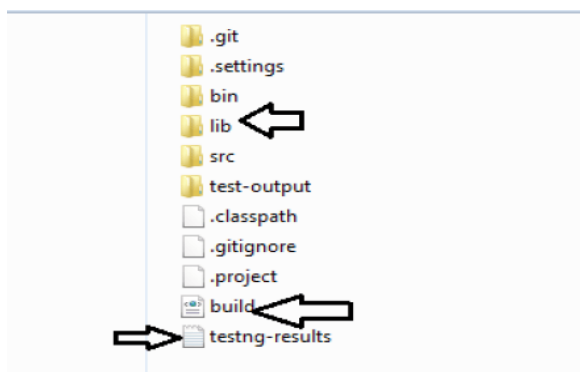 .git
.settings
bin
lib
src
test-output
.classpath
.gitignore
.project
build
testng-results